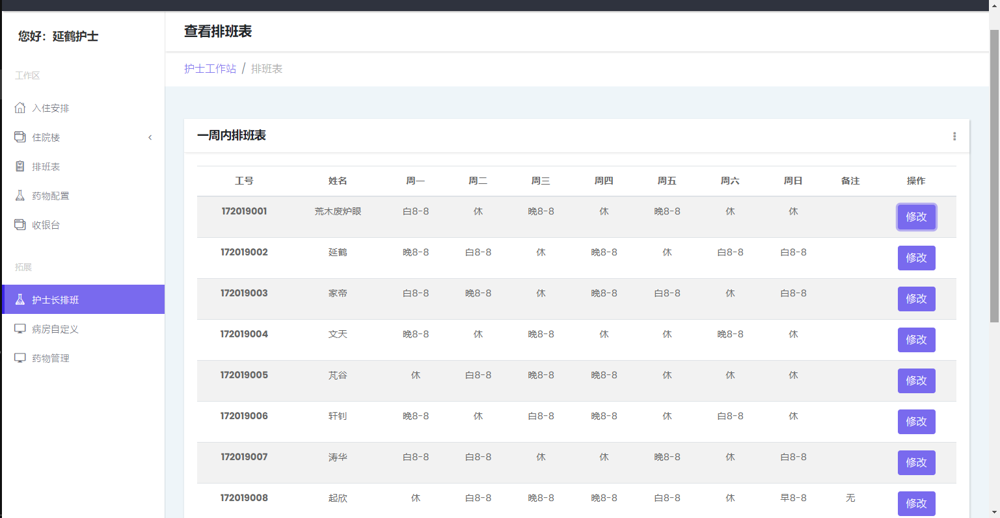 您好：延鹤护士
工作区
入住安排
住院楼
排班表
药物配置
收银台
拓展
护士长排班
病房自定义
药物管理
查看排班表
护士工作站 / 排班表
一周内排班表
工号 姓名 周一 周二 周三 周四 周五 周六 周日 备注 操作
172019001 荒木废炉眼 白8-8 休 晚8-8 休 晚8-8 休 休 修改
172019002 延鹤 晚8-8 白8-8 休 晚8-8 休 白8-8 白8-8 修改
172019003 家帝 白8-8 晚8-8 休 晚8-8 白8-8 休 白8-8 修改
172019004 文天 晚8-8 休 晚8-8 休 休 晚8-8 休 修改
172019005 芃谷 休 白8-8 晚8-8 晚8-8 休 休 休 修改
172019006 轩钊 晚8-8 休 白8-8 晚8-8 休 白8-8 休 修改
172019007 涛华 白8-8 白8-8 休 休 晚8-8 休 白8-8 修改
172019008 起欣 休 白8-8 晚8-8 晚8-8 白8-8 休 早8-8 无 修改